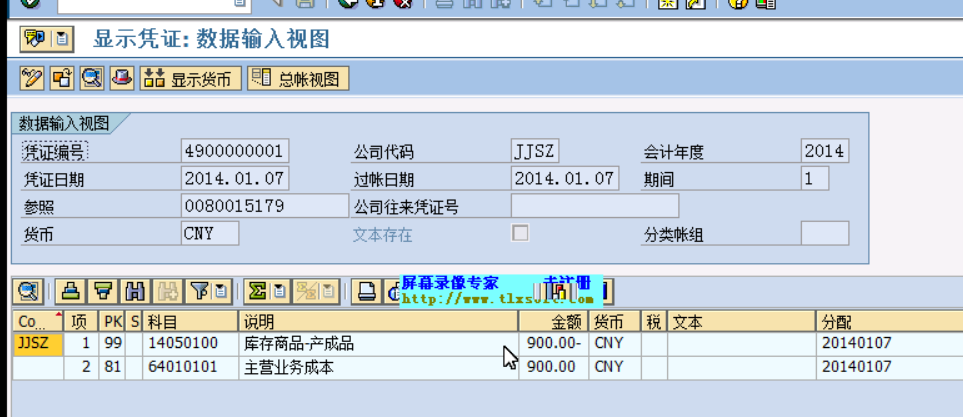 显示凭证: 数据输入视图
显示货币 总帐视图
数据输入视图
凭证编号 4900000001 公司代码 JJSZ 会计年度 2014
凭证日期 2014.01.07 过帐日期 2014.01.07 期间 1
参照 0080015179 公司往来凭证号
货币 CNY 文本存在 分类帐组
屏幕录像专家 未注册
http://www.tlxsoft.com
Co... 项 PK S 科目 说明 金额 货币 税 文本 分配
JJSZ 1 99 14050100 库存商品-产成品 900.00- CNY 20140107
2 81 64010101 主营业务成本 900.00 CNY 20140107